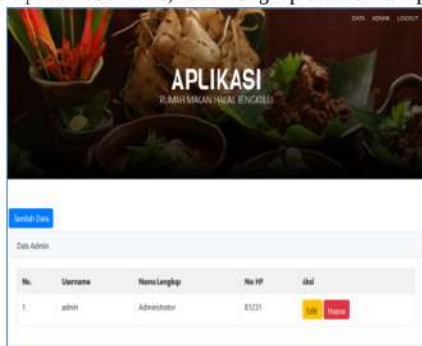 DATA ADMIN LOGOUT
APLIKASI
RUMAH MAKAN HALAL BENGKULU
Tambah Data
Data Admin
No. Username Nama Lengkap No HP Aksi
1 admin Administrator 81231 Edit Hapus